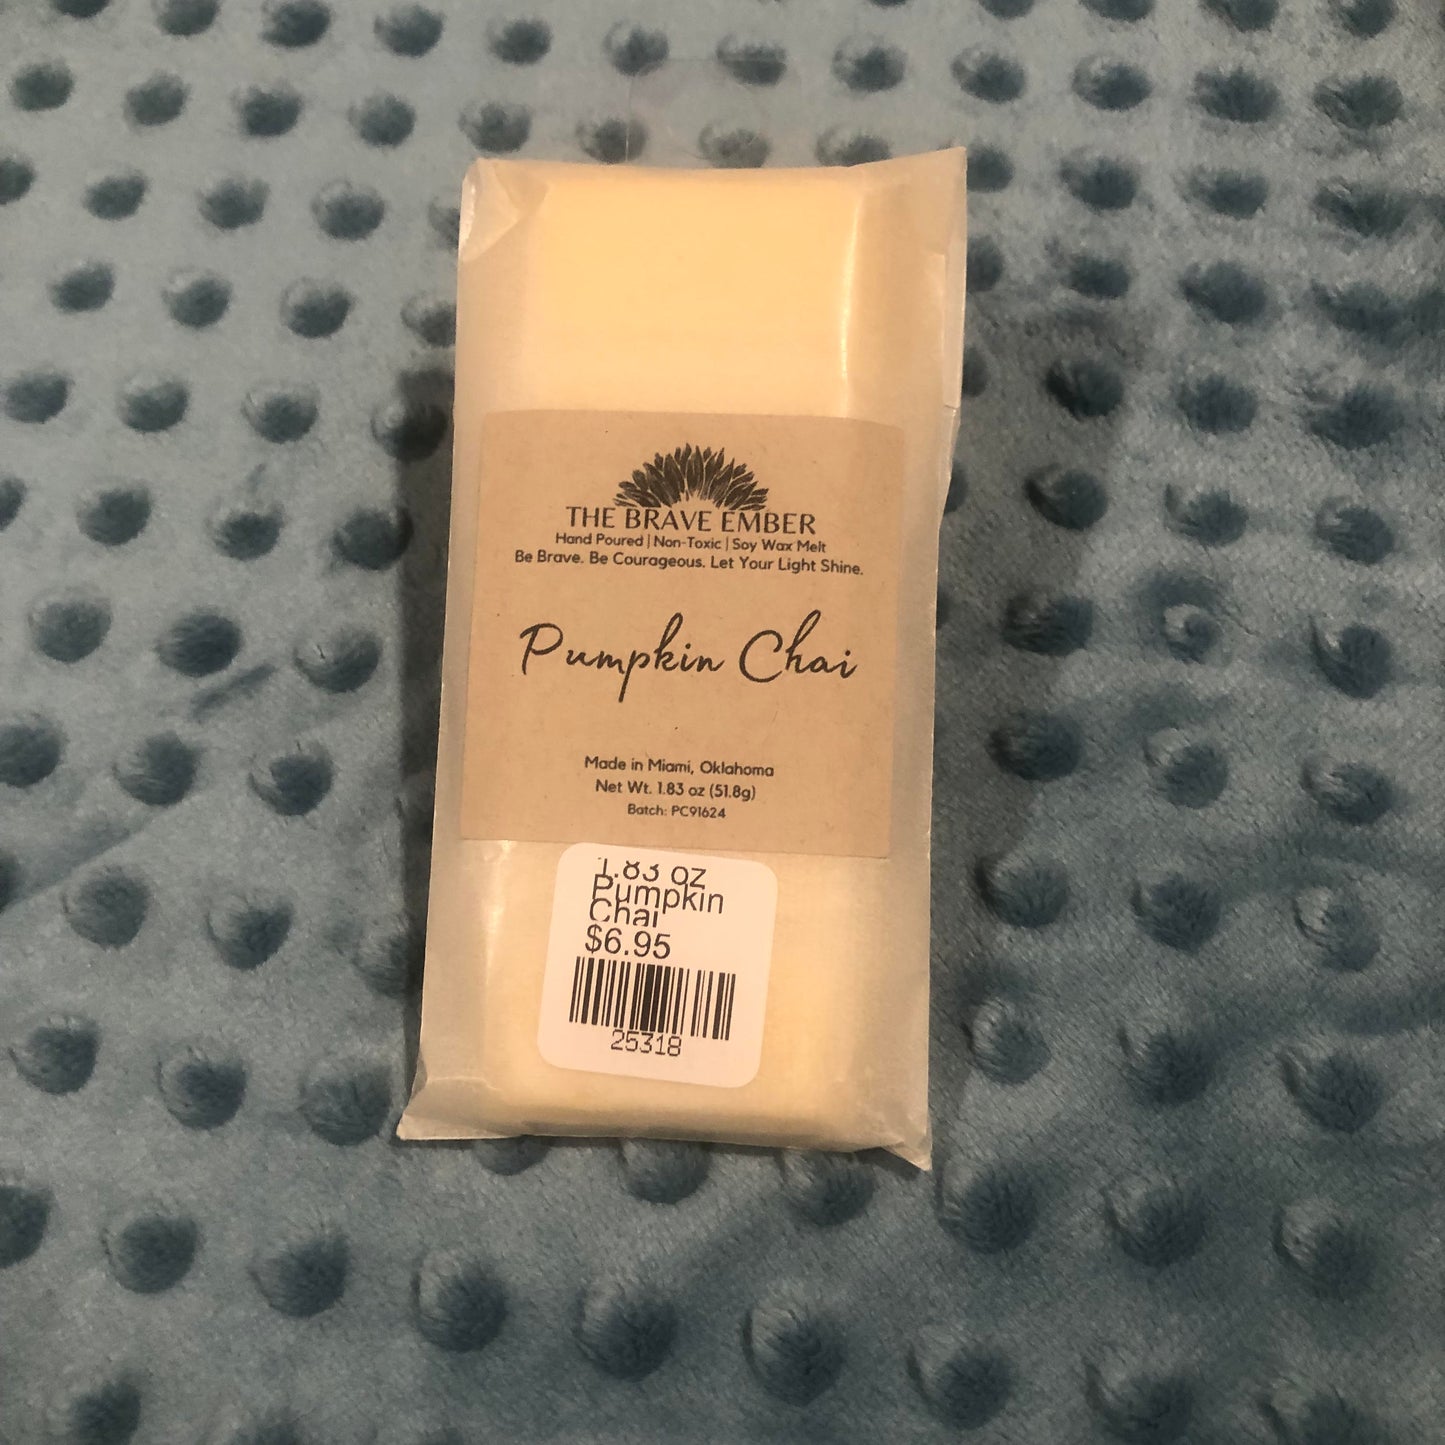 THE BRAVE EMBER
Hand Poured | Non-Toxic | Soy Wax Melt
Be Brave. Be Courageous. Let Your Light Shine.
Pumpkin Chai
Made in Miami, Oklahoma
Net Wt. 1.83 oz (51.8g)
Batch: PC91624
1.83 oz
Pumpkin
Chai
$6.95
25318